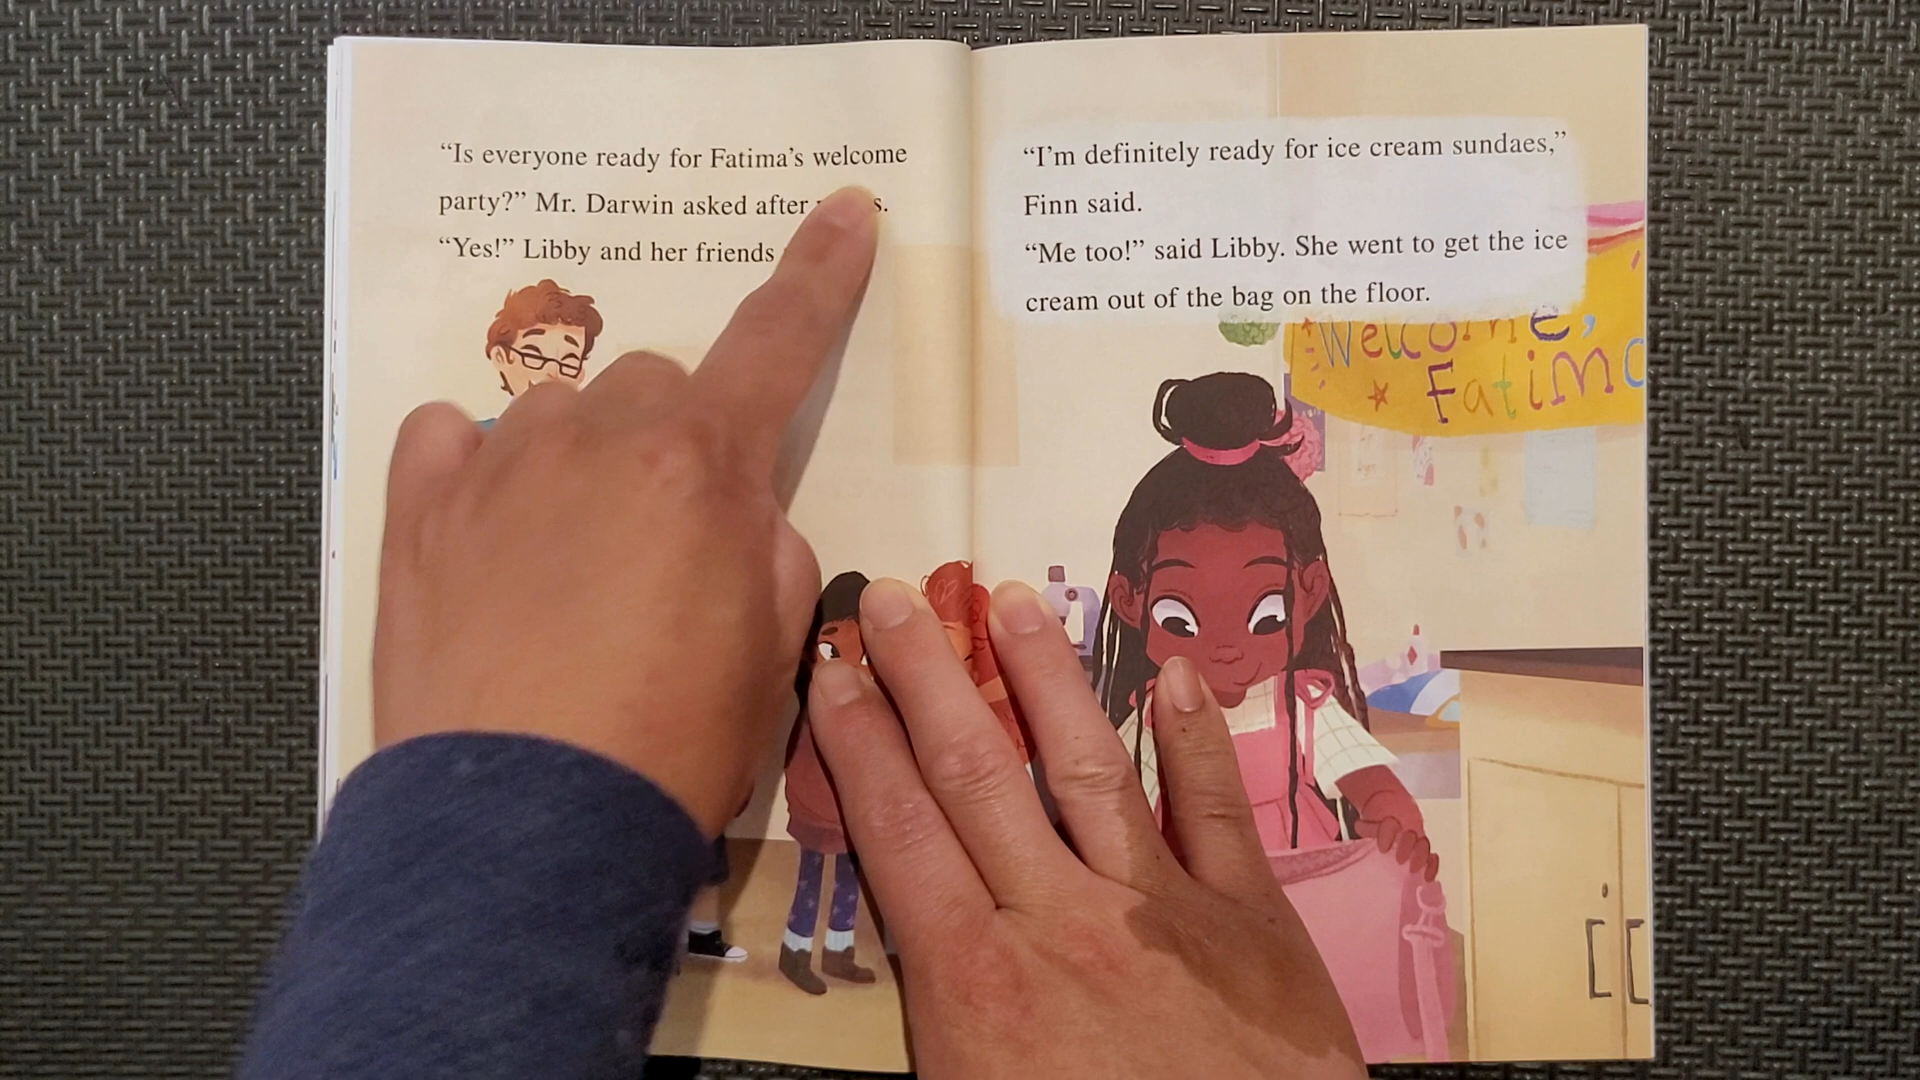 “Is everyone ready for Fatima’s welcome
party?” Mr. Darwin asked after
“Yes!” Libby and her friends
“I’m definitely ready for ice cream sundaes,”
Finn said.
“Me too!” said Libby. She went to get the ice
cream out of the bag on the floor.
Welcome,
Fatima